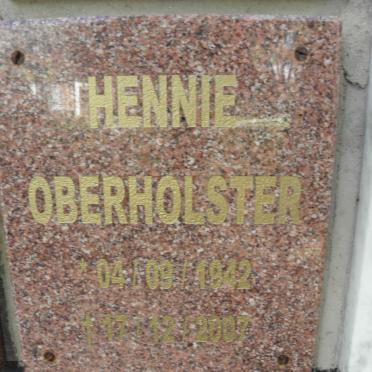 HENNIE
OBERHOLSTER
* 04 / 09 / 1942
† 17 / 12 / 2007